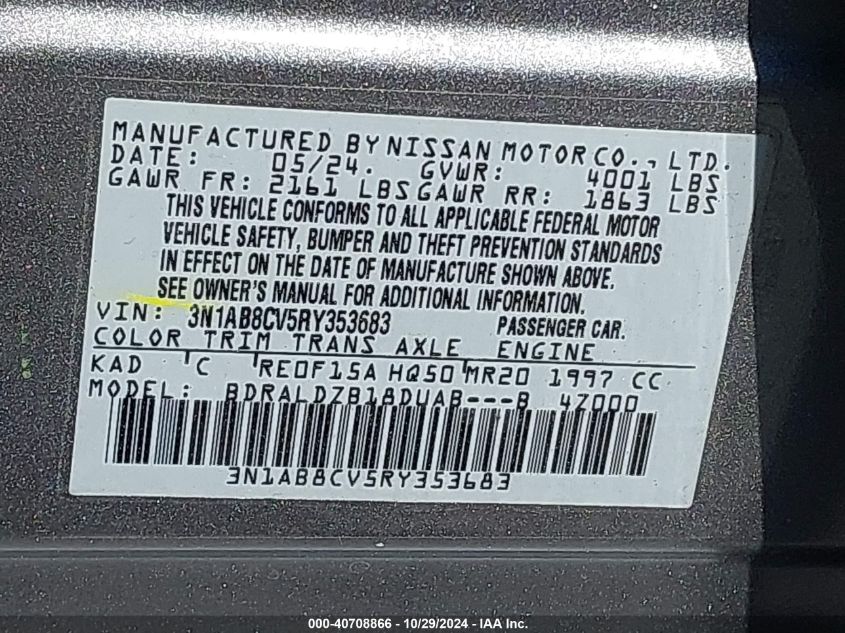 MANUFACTURED BY NISSAN MOTOR CO., LTD.
DATE: 05/24. GVWR: 4001 LBS
GAWR FR: 2161 LBS GAWR RR: 1863 LBS
THIS VEHICLE CONFORMS TO ALL APPLICABLE FEDERAL MOTOR
VEHICLE SAFETY, BUMPER AND THEFT PREVENTION STANDARDS
IN EFFECT ON THE DATE OF MANUFACTURE SHOWN ABOVE.
SEE OWNER'S MANUAL FOR ADDITIONAL INFORMATION.
VIN: 3N1AB8CV5RY353683 PASSENGER CAR.
COLOR TRIM TRANS AXLE ENGINE
KAD C RE0F15A HQ50 MR20 1997 CC
MODEL: BDRALDZB18DUAB---B 4Z000
3N1AB8CV5RY353683
000-40708866 - 10/29/2024 - IAA Inc.